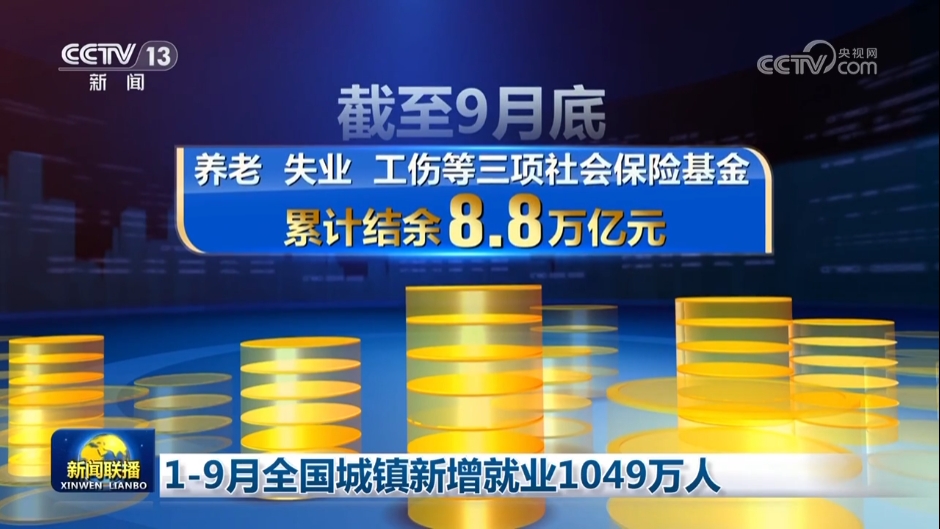 CCTV 13
新闻
央视网
CCTV.com
截至9月底
养老 失业 工伤等三项社会保险基金
累计结余8.8万亿元
新闻联播
XINWEN LIANBO
1-9月全国城镇新增就业1049万人